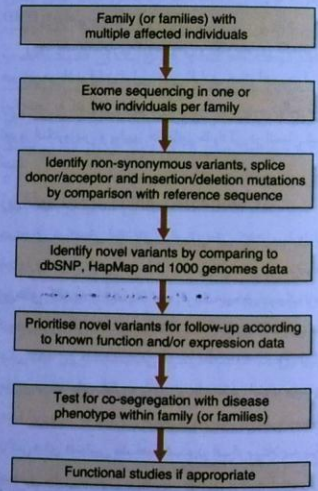 Family (or families) with
multiple affected individuals
Exome sequencing in one or
two individuals per family
Identify non-synonymous variants, splice
donor/acceptor and insertion/deletion mutations
by comparison with reference sequence
Identify novel variants by comparing to
dbSNP, HapMap and 1000 genomes data
Prioritise novel variants for follow-up according
to known function and/or expression data
Test for co-segregation with disease
phenotype within family (or families)
Functional studies if appropriate